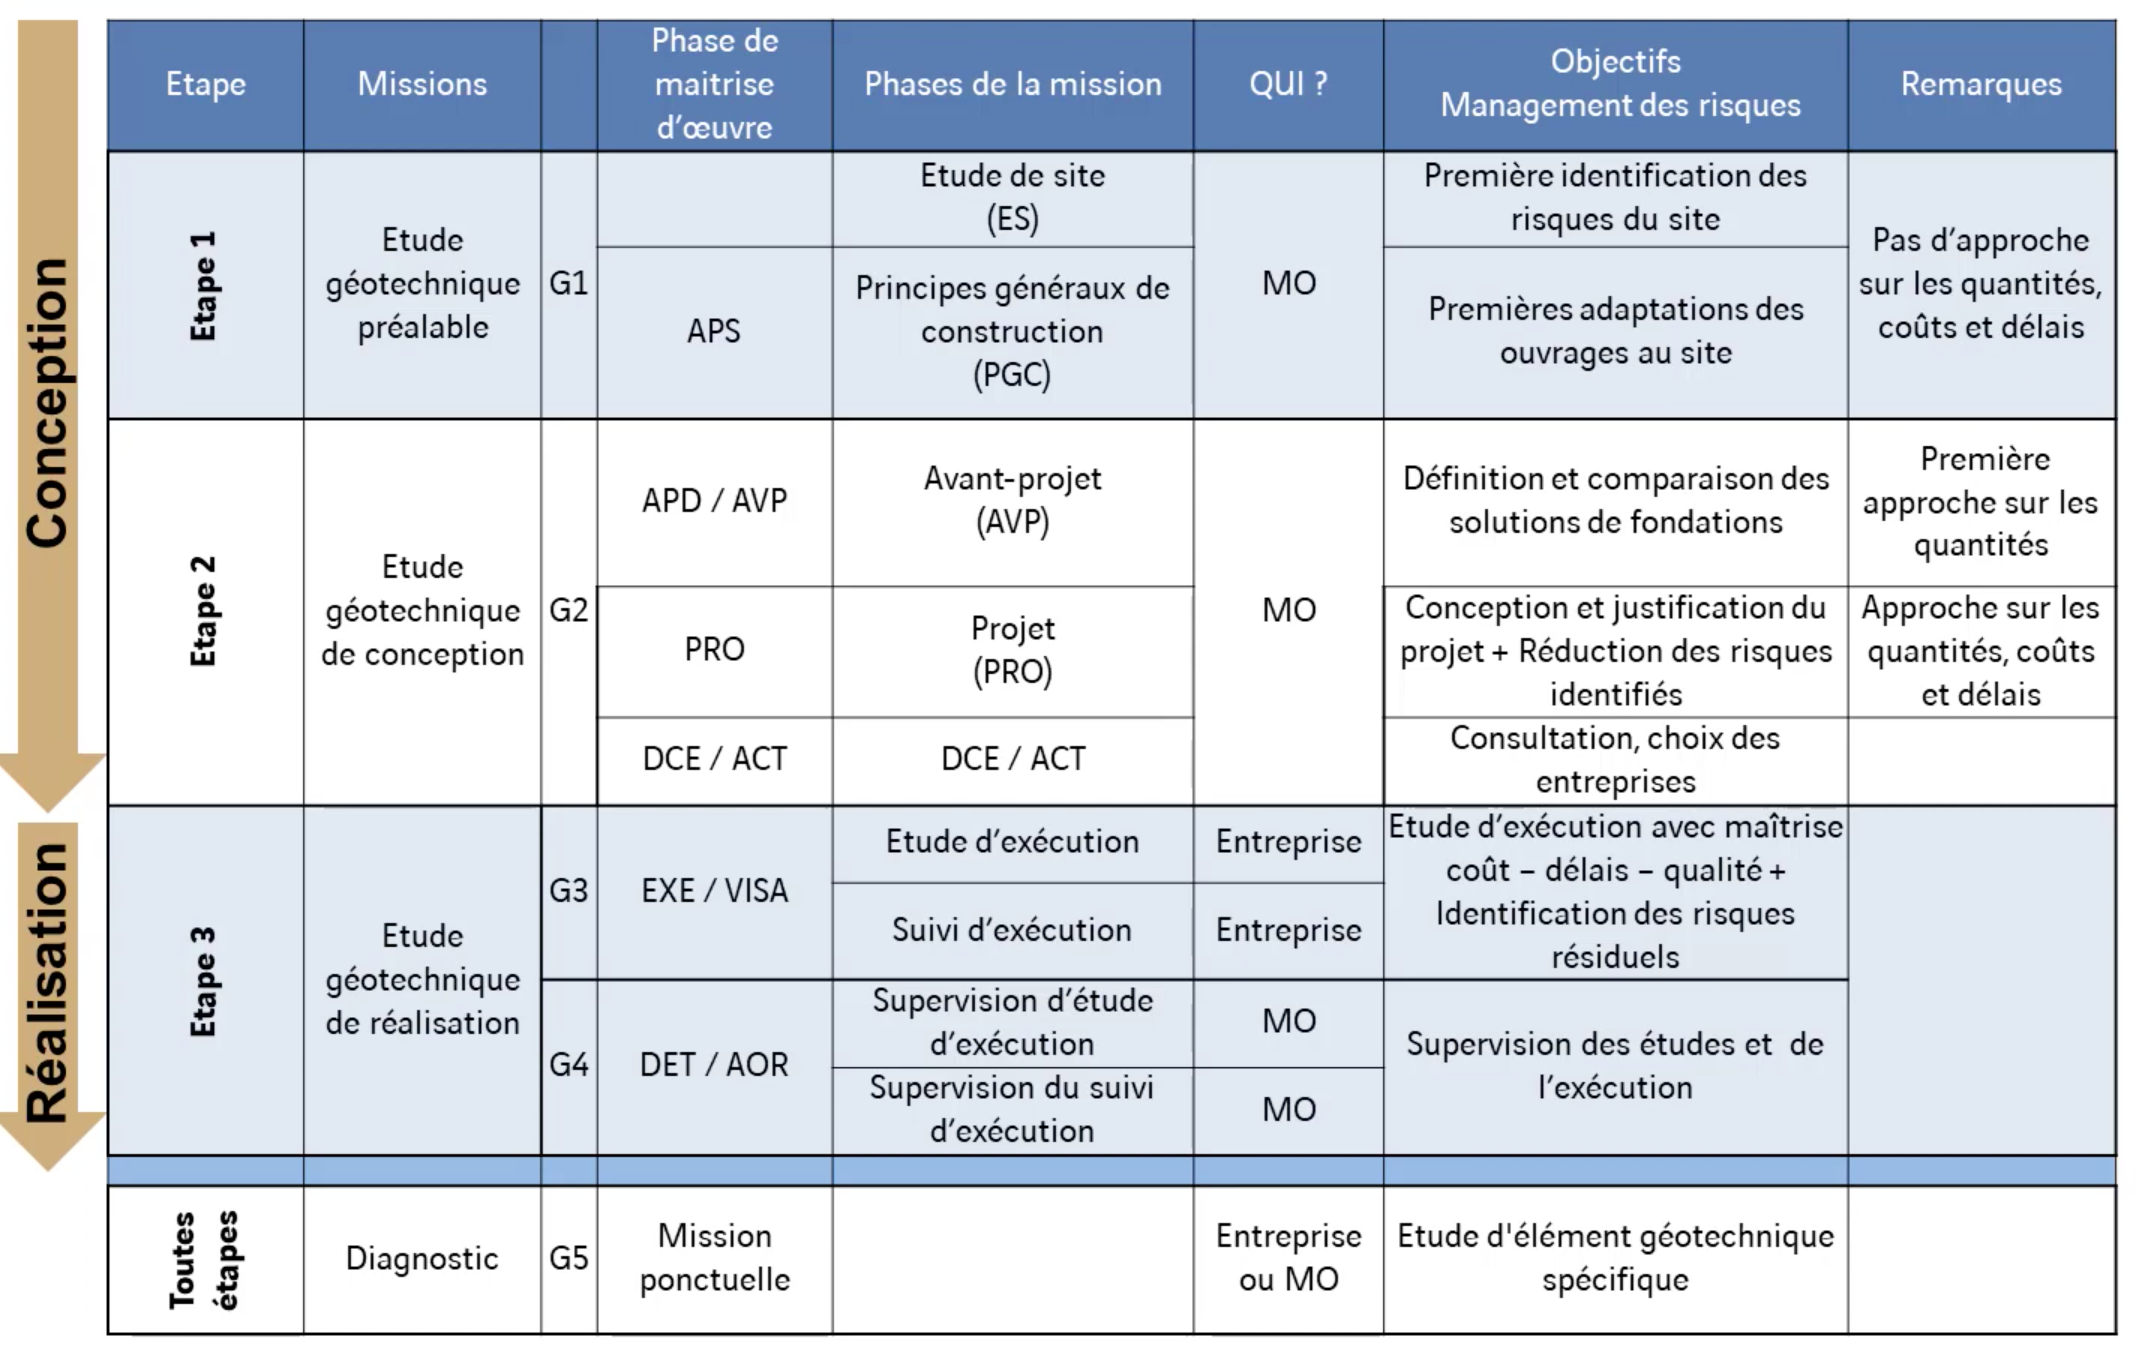 Conception
Réalisation
Etape
Missions
Phase de
maitrise
d'œuvre
Phases de la mission
QUI ?
Objectifs
Management des risques
Remarques
Etape 1
Etude
géotechnique
préalable
G1
Etude de site
(ES)
APS
Principes généraux de
construction
(PGC)
MO
Première identification des
risques du site
Premières adaptations des
ouvrages au site
Pas d'approche
sur les quantités,
coûts et délais
Etape 2
Etude
géotechnique
de conception
G2
APD / AVP
Avant-projet
(AVP)
MO
Définition et comparaison des
solutions de fondations
Première
approche sur les
quantités
PRO
Projet
(PRO)
Conception et justification du
projet + Réduction des risques
identifiés
Approche sur les
quantités, coûts
et délais
DCE / ACT
DCE / ACT
Consultation, choix des
entreprises
Etape 3
Etude
géotechnique
de réalisation
G3
EXE / VISA
Etude d'exécution
Entreprise
Suivi d'exécution
Entreprise
Etude d'exécution avec maîtrise
coût – délais – qualité +
Identification des risques
résiduels
G4
DET / AOR
Supervision d'étude
d'exécution
MO
Supervision du suivi
d'exécution
MO
Supervision des études et de
l'exécution
Toutes
étapes
Diagnostic
G5
Mission
ponctuelle
Entreprise
ou MO
Etude d'élément géotechnique
spécifique